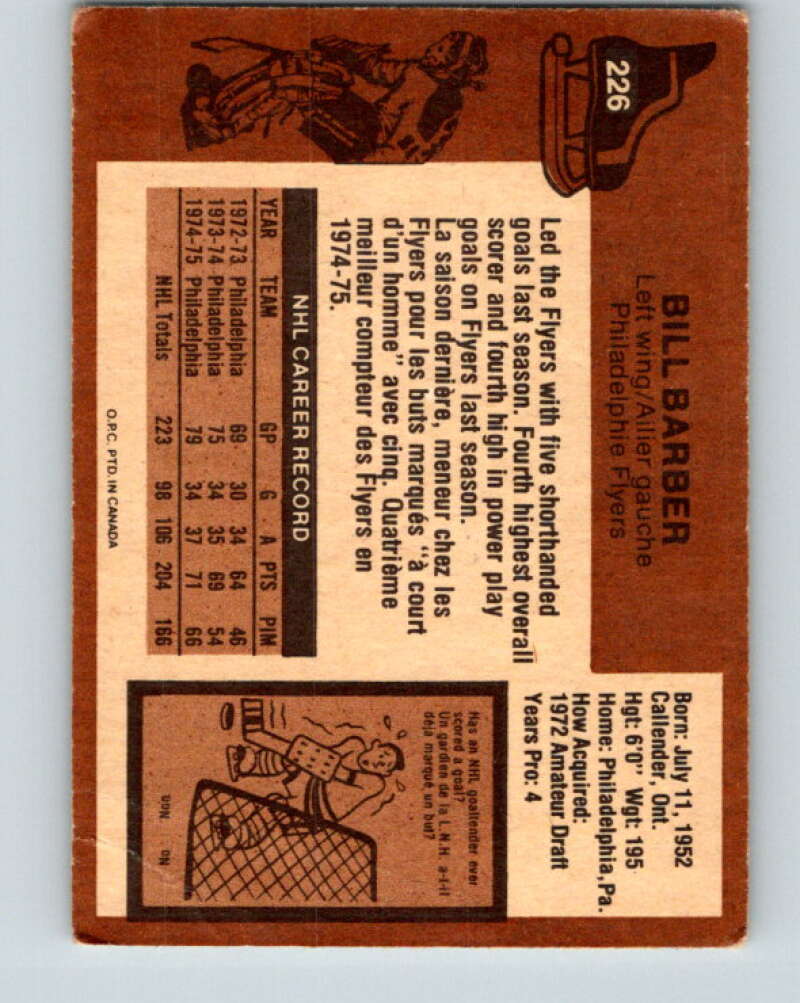 226
BILL BARBER
Left wing/Ailier gauche
Philadelphie Flyers
Born: July 11, 1952
Callender, Ont.
Hgt: 6'0" Wgt: 195
Home: Philadelphia, Pa.
How Acquired:
1972 Amateur Draft
Years Pro: 4
Led the Flyers with five shorthanded
goals last season. Fourth highest overall
scorer and fourth high in power play
goals on Flyers last season.
La saison dernière, meneur chez les
Flyers pour les buts marqués "à court
d'un homme" avec cinq. Quatrième
meilleur compteur des Flyers en
1974-75.
NHL CAREER RECORD
YEAR TEAM GP G A PTS PIM
1972-73 Philadelphia 69 30 34 64 46
1973-74 Philadelphia 75 34 35 69 54
1974-75 Philadelphia 79 34 37 71 66
NHL Totals 223 98 106 204 166
O.P.C. PTD. IN CANADA
Has an NHL goaltender ever
scored a goal?
Un gardien de la L.N.H. a-t-il
déjà marqué un but?
NO
NON